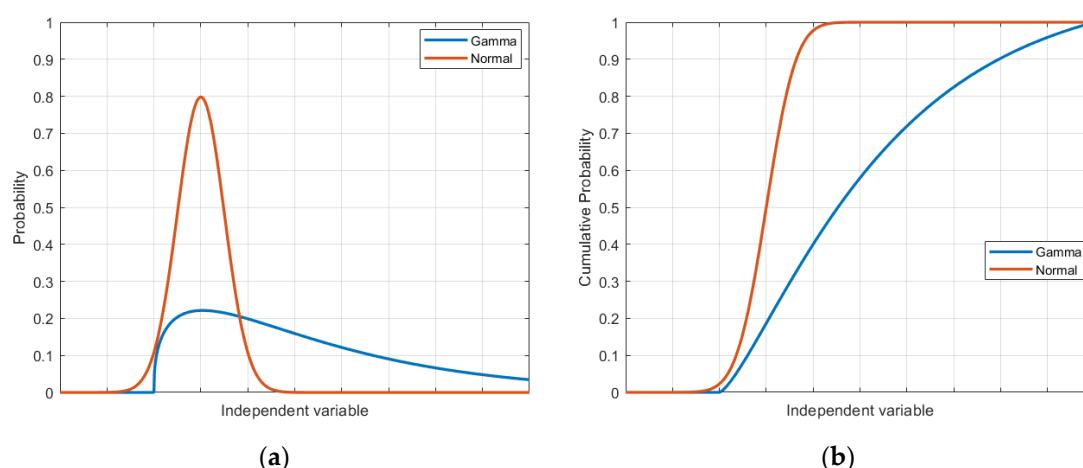 1
0.9
0.8
0.7
0.6
0.5
0.4
0.3
0.2
0.1
0
Probability
Independent variable
Gamma
Normal
(a)
1
0.9
0.8
0.7
0.6
0.5
0.4
0.3
0.2
0.1
0
Cumulative Probability
Independent variable
Gamma
Normal
(b)